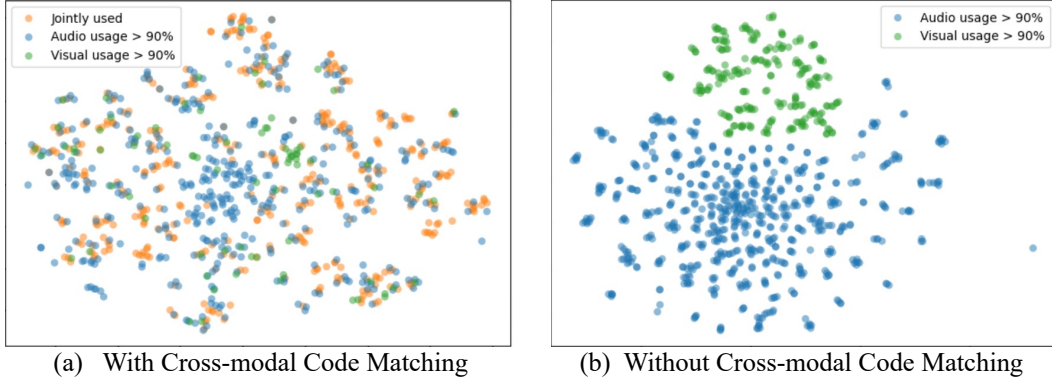 Jointly used
Audio usage > 90%
Visual usage > 90%
Audio usage > 90%
Visual usage > 90%
(a) With Cross-modal Code Matching
(b) Without Cross-modal Code Matching